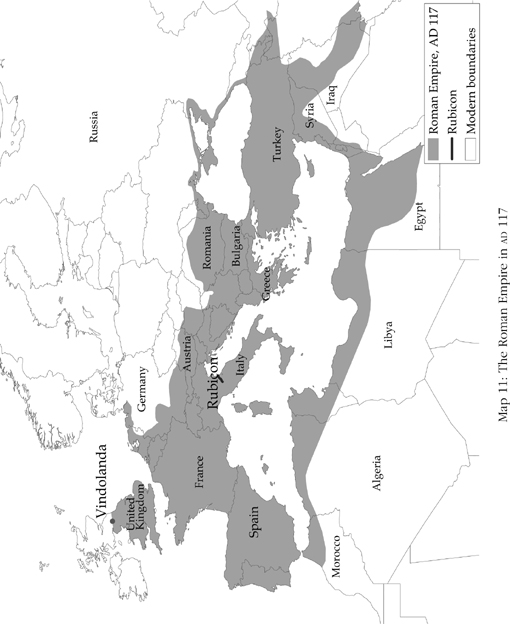 Vindolanda
United
Kingdom
Germany
Russia
France
Austria
Rubicon
Italy
Romania
Bulgaria
Greece
Turkey
Syria
Iraq
Spain
Morocco
Algeria
Libya
Egypt
Roman Empire, AD 117
Rubicon
Modern boundaries
Map 11: The Roman Empire in AD 117